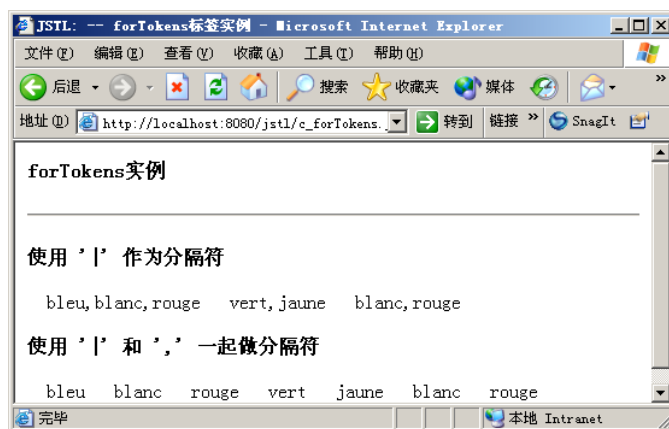 JSTL: -- forTokens标签实例 - Microsoft Internet Explorer
文件(F) 编辑(E) 查看(V) 收藏(A) 工具(T) 帮助(H)
后退 搜索 收藏夹 媒体 »
地址(D) http://localhost:8080/jstl/c_forTokens. 转到 链接 » SnagIt
forTokens实例
使用 '|' 作为分隔符
bleu,blanc,rouge vert,jaune blanc,rouge
使用 '|' 和 ',' 一起做分隔符
bleu blanc rouge vert jaune blanc rouge
完毕 本地 Intranet